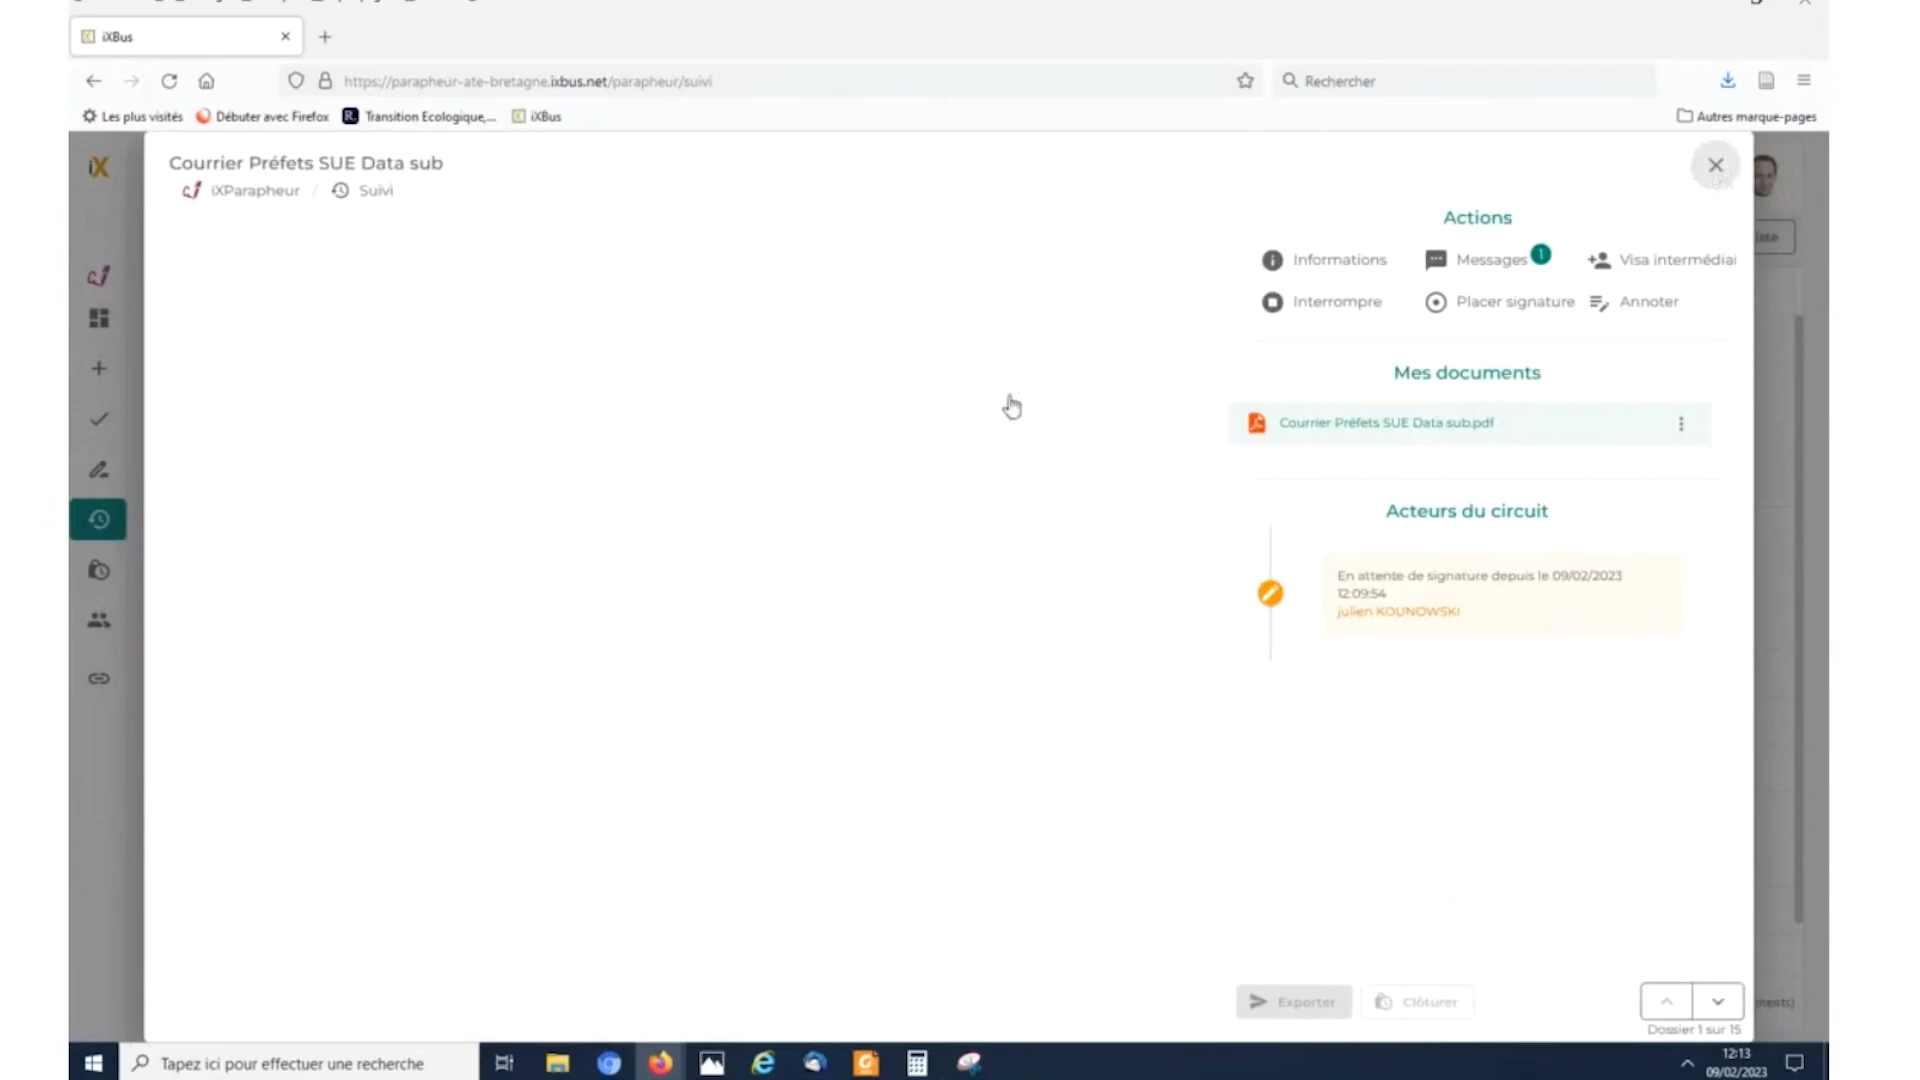 iXBus
https://parapheur-ate-bretagne.ixbus.net/parapheur/suivi
Rechercher
Les plus visités
Débuter avec Firefox
Transition Ecologique,...
iXBus
Autres marque-pages
iX
Courrier Préfets SUE Data sub
iXParapheur / Suivi
Actions
Informations
Messages 1
Visa intermédiai
Interrompre
Placer signature
Annoter
Mes documents
Courrier Préfets SUE Data sub.pdf
Acteurs du circuit
En attente de signature depuis le 09/02/2023
12:09:54
julien KOUNOWSKI
Exporter
Clôturer
ments)
Dossier 1 sur 15
Tapez ici pour effectuer une recherche
12:13
09/02/2023